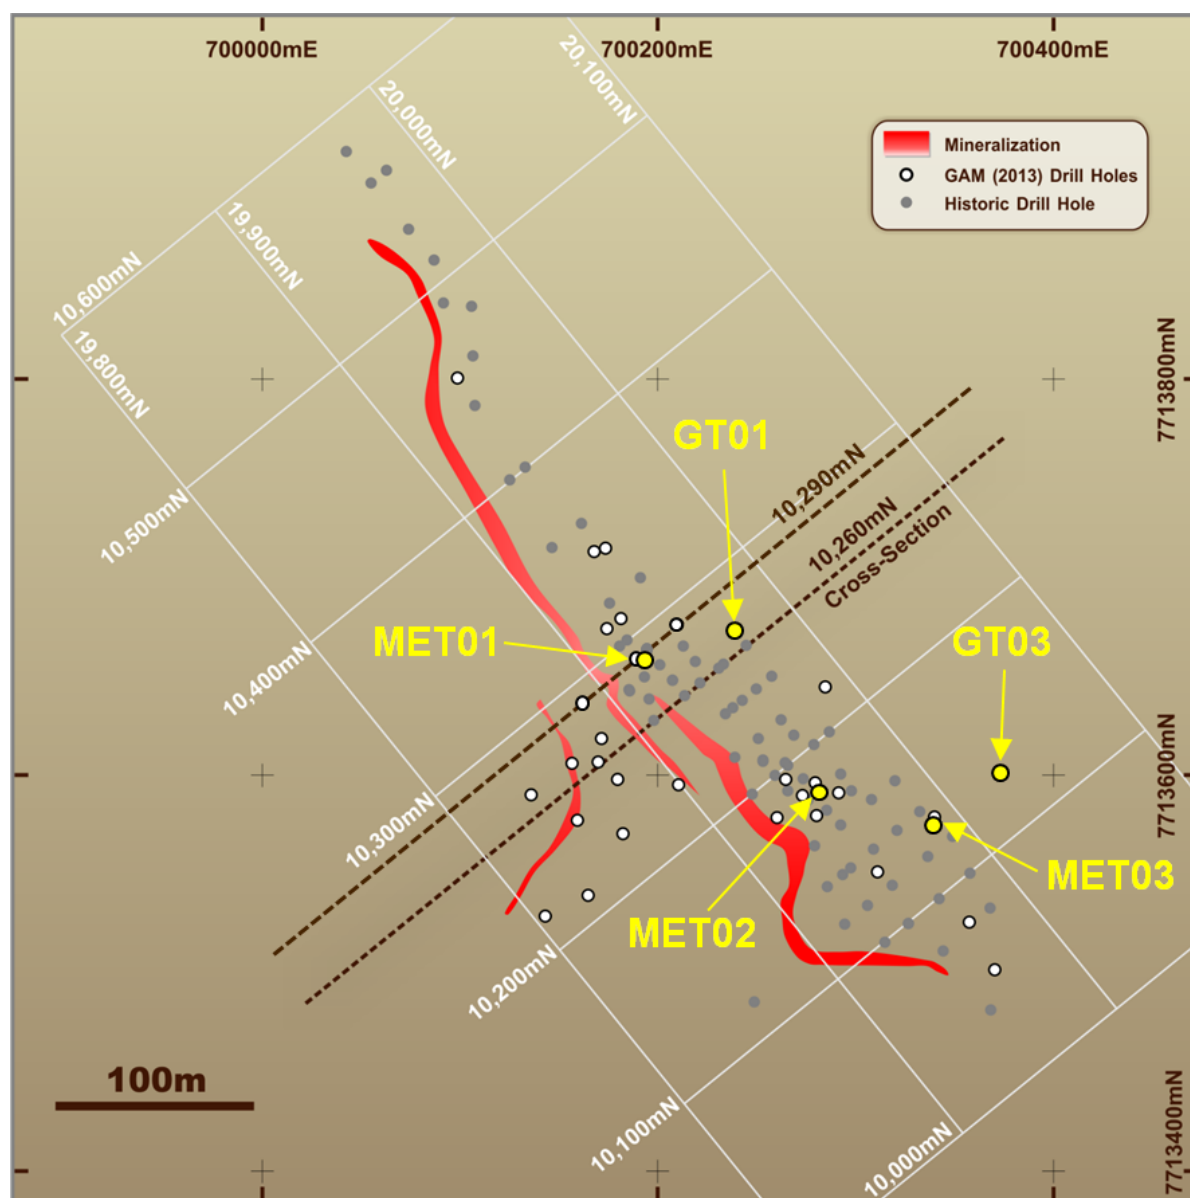 700000mE
700200mE
700400mE
20,100mN
20,000mN
19,900mN
10,600mN
19,800mN
Mineralization
GAM (2013) Drill Holes
Historic Drill Hole
7713800mN
GT01
10,290mN
10,260mN
Cross-Section
10,500mN
MET01
GT03
10,400mN
7713600mN
10,300mN
MET03
MET02
10,200mN
100m
10,100mN
10,000mN
7713400mN